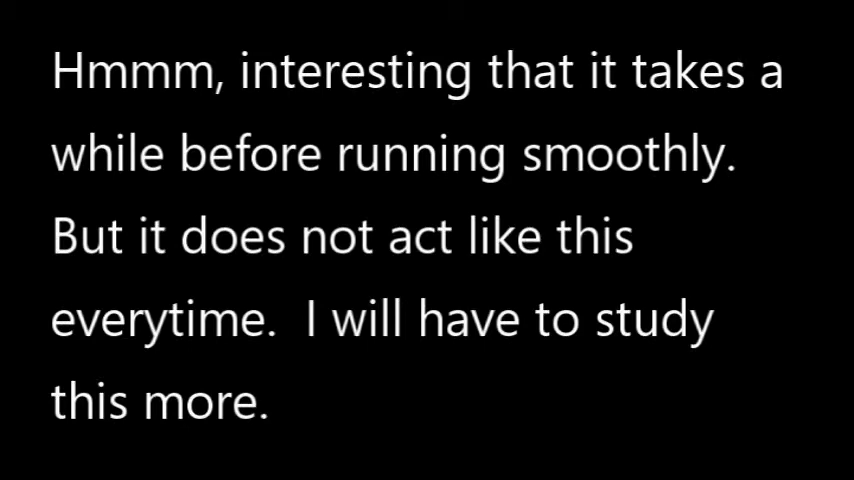 Hmmm, interesting that it takes a
while before running smoothly.
But it does not act like this
everytime.  I will have to study
this more.